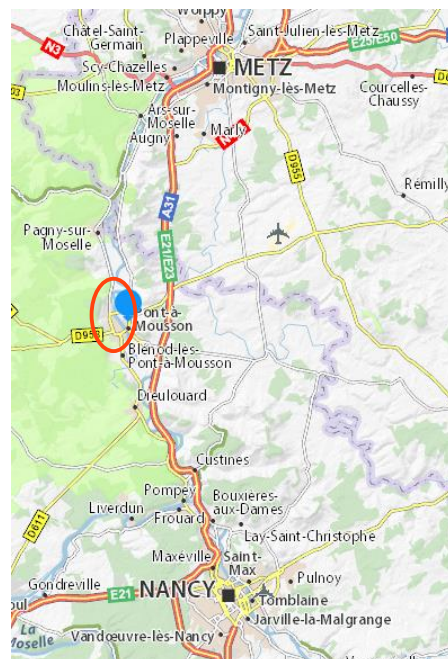 Woippy
Châtel-Saint-
Germain
Plappeville
Saint-Julien-lès-Metz
E25/E50
N3
Scy-Chazelles
METZ
Moulins-lès-Metz
Montigny-lès-Metz
Courcelles-
Chaussy
Ars-sur-
Moselle
Augny
Marly
D955
Rémilly
A31
E21/E23
Pagny-sur-
Moselle
Pont-à-
Mousson
D958
Blénod-lès-
Pont-à-Mousson
Dieulouard
Custines
Pompey
Bouxières-
aux-Dames
Liverdun
Frouard
D611
Lay-Saint-Christophe
Maxéville
Saint-
Max
Pulnoy
Gondreville
E21
NANCY
Tomblaine
Jarville-la-Malgrange
La
Moselle
Vandœuvre-lès-Nancy